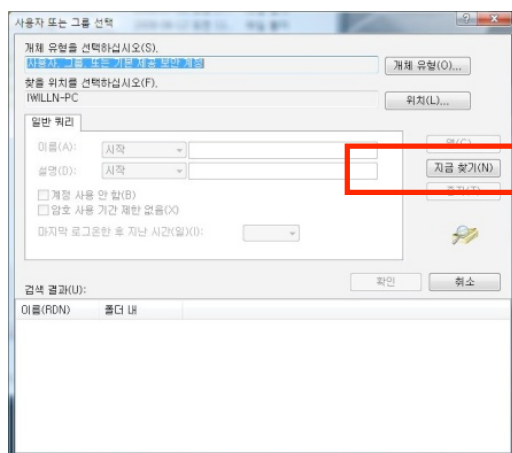 사용자 또는 그룹 선택
개체 유형을 선택하십시오(S).
사용자, 그룹, 또는 기본 제공 보안 계정
개체 유형(O)...
찾을 위치를 선택하십시오(F).
IWILLN-PC
위치(L)...
일반 쿼리
이름(A):
시작
설명(D):
시작
지금 찾기(N)
계정 사용 안 함(B)
암호 사용 기간 제한 없음(X)
마지막 로그온한 후 지난 시간(일)(I):
확인
취소
검색 결과(U):
이름(RDN)
폴더 내